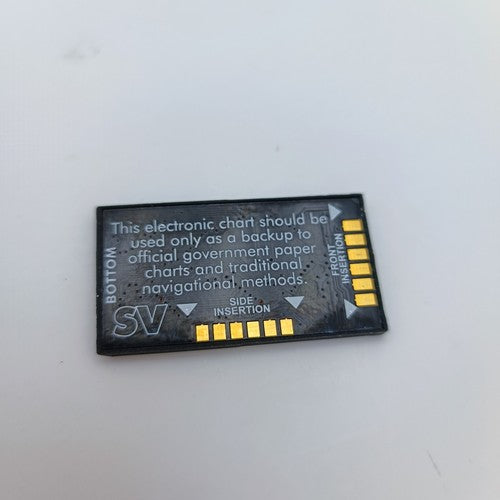 This electronic chart should be
used only as a backup to
official government paper
charts and traditional
navigational methods.
BOTTOM
SV
SIDE
INSERTION
FRONT
INSERTION